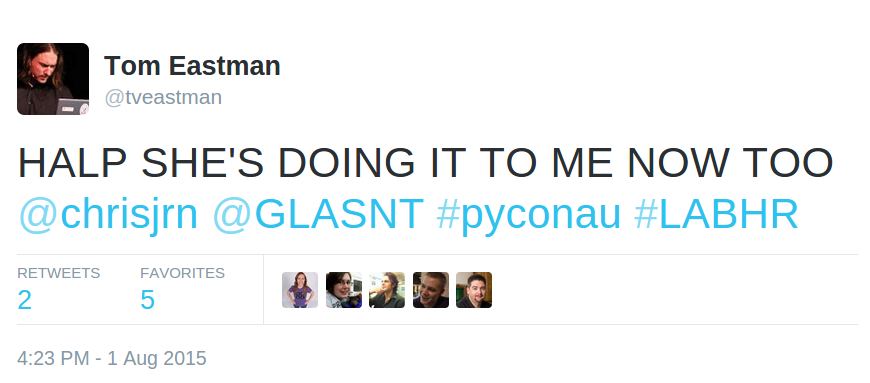 Tom Eastman
@tveastman
HALP SHE'S DOING IT TO ME NOW TOO
@chrisjrn @GLASNT #pyconau #LABHR
RETWEETS FAVORITES
2 5
4:23 PM - 1 Aug 2015